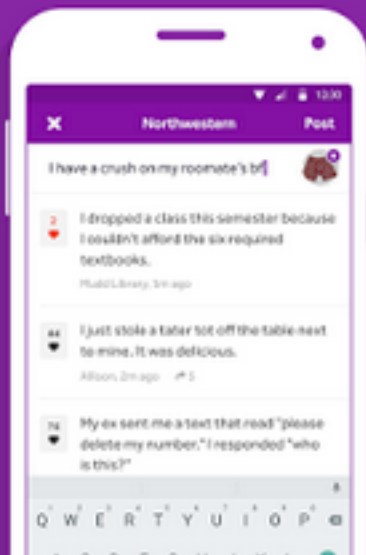 12:30
Northwestern Post
I have a crush on my roomate's bf
2
I dropped a class this semester because
I couldn't afford the six required
textbooks.
Mudd Library, 1m ago
44
I just stole a tater tot off the table next
to mine. It was delicious.
Allison, 2m ago 5
My ex sent me a text that read "please
delete my number." I responded "who
is this?"
Q W E R T Y U I O P